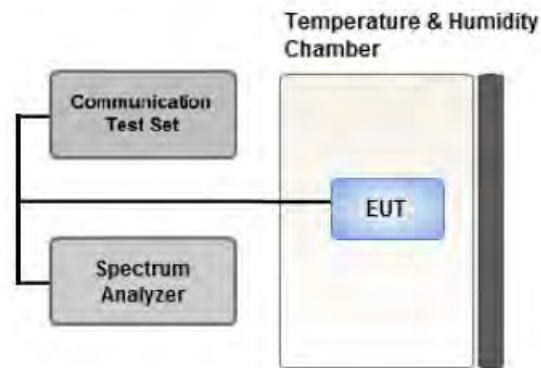 Temperature & Humidity
Chamber
Communication
Test Set
EUT
Spectrum
Analyzer